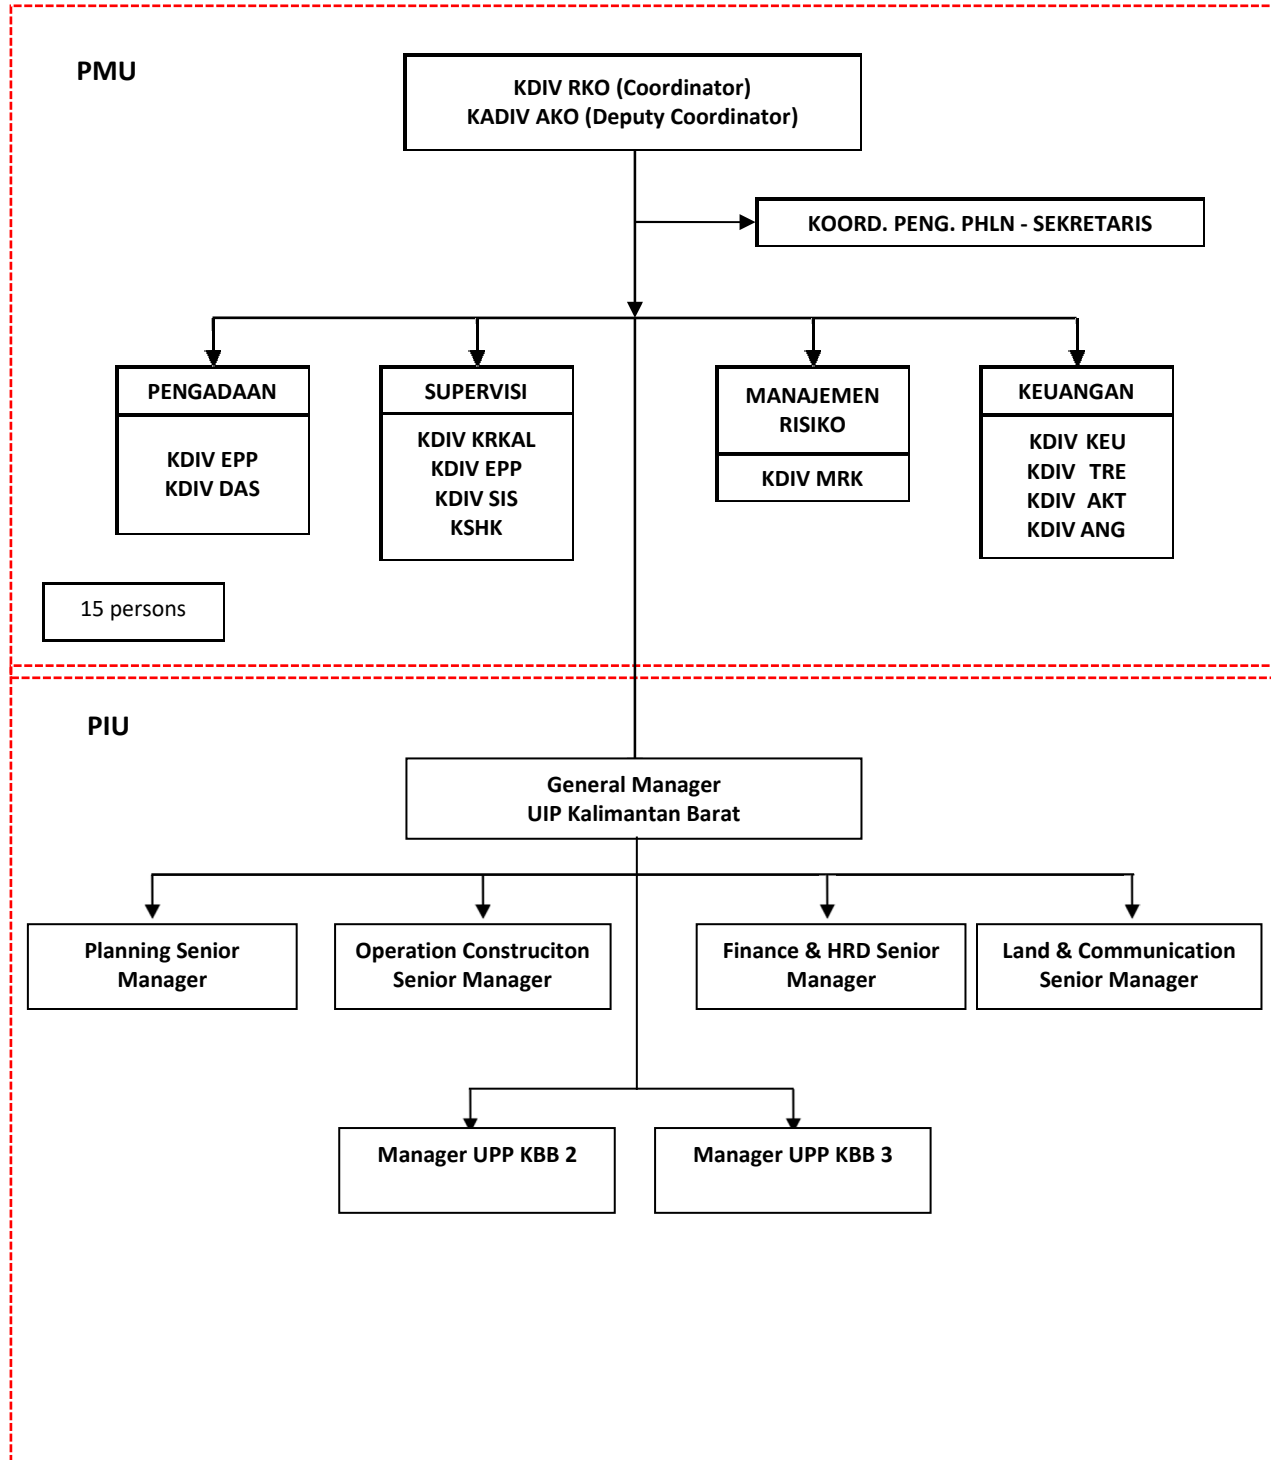 PMU
KDIV RKO (Coordinator)
KADIV AKO (Deputy Coordinator)
KOORD. PENG. PHLN - SEKRETARIS
PENGADAAN
KDIV EPP
KDIV DAS
SUPERVISI
KDIV KRKAL
KDIV EPP
KDIV SIS
KSHK
MANAJEMEN
RISIKO
KDIV MRK
KEUANGAN
KDIV KEU
KDIV TRE
KDIV AKT
KDIV ANG
15 persons
PIU
General Manager
UIP Kalimantan Barat
Planning Senior
Manager
Operation Construciton
Senior Manager
Finance & HRD Senior
Manager
Land & Communication
Senior Manager
Manager UPP KBB 2
Manager UPP KBB 3